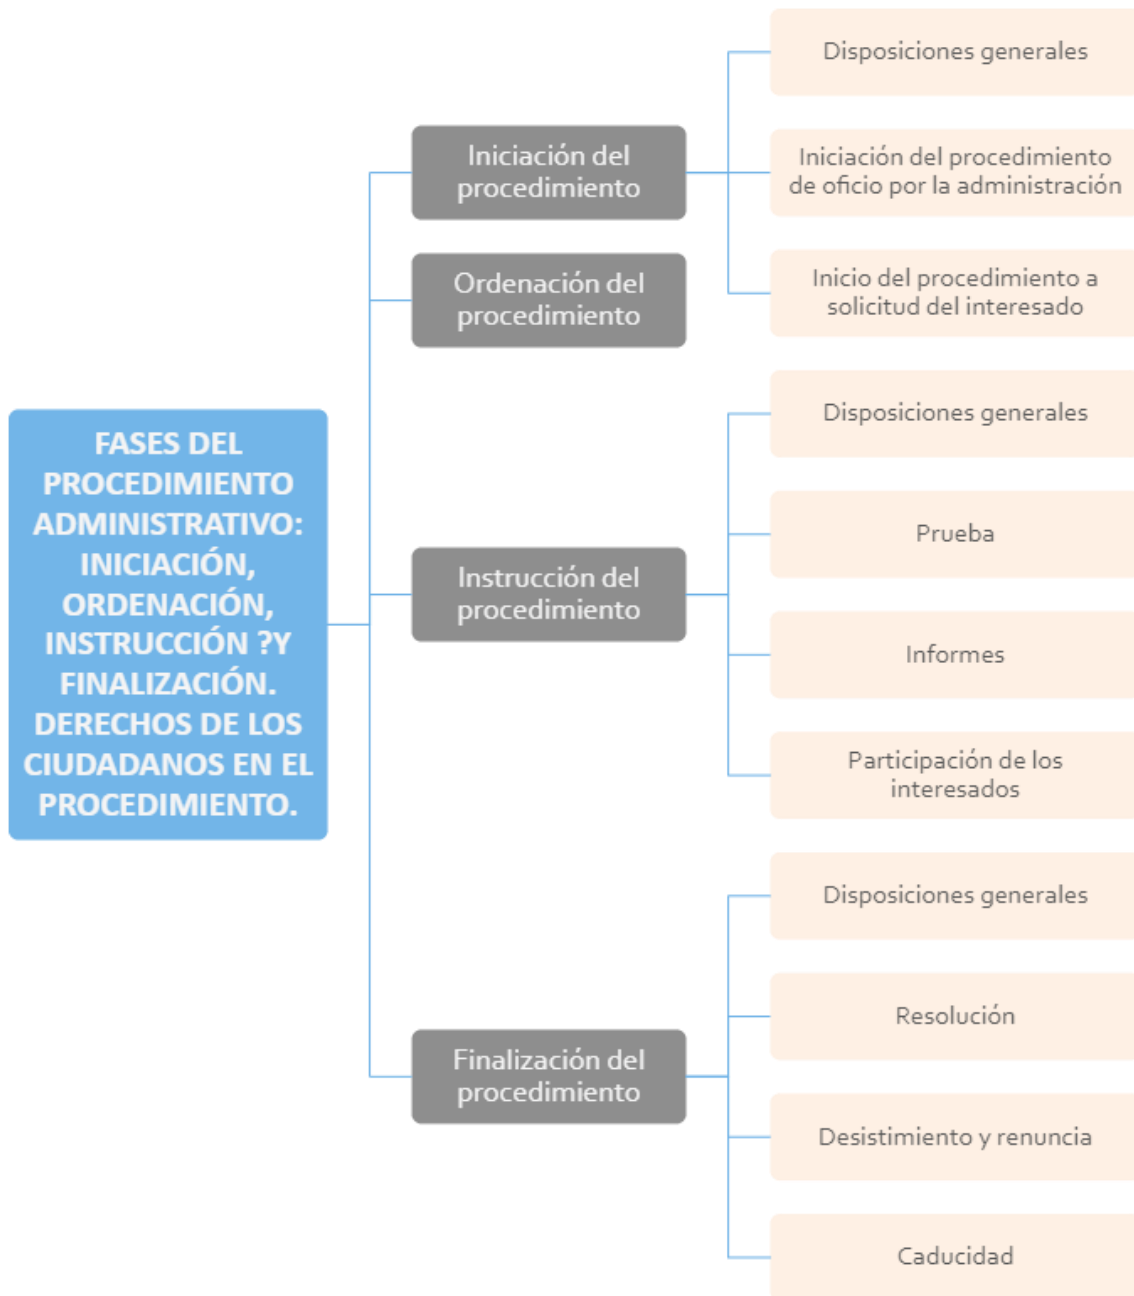 FASES DEL
PROCEDIMIENTO
ADMINISTRATIVO:
INICIACIÓN,
ORDENACIÓN,
INSTRUCCIÓN ?Y
FINALIZACIÓN.
DERECHOS DE LOS
CIUDADANOS EN EL
PROCEDIMIENTO.
Iniciación del
procedimiento
Disposiciones generales
Iniciación del procedimiento
de oficio por la administración
Inicio del procedimiento a
solicitud del interesado
Ordenación del
procedimiento
Instrucción del
procedimiento
Disposiciones generales
Prueba
Informes
Participación de los
interesados
Finalización del
procedimiento
Disposiciones generales
Resolución
Desistimiento y renuncia
Caducidad